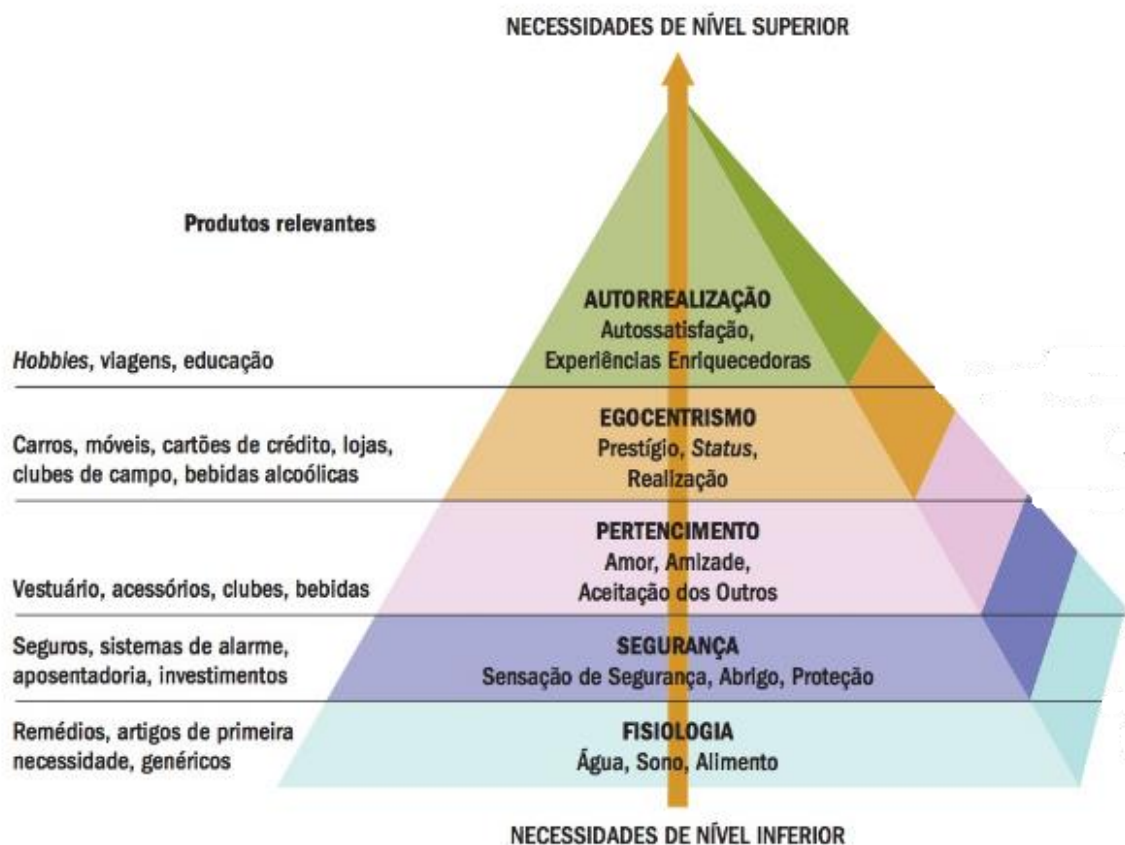 NECESSIDADES DE NÍVEL SUPERIOR
Produtos relevantes
AUTORREALIZAÇÃO
Autossatisfação,
Experiências Enriquecedoras
Hobbies, viagens, educação
EGOCENTRISMO
Prestígio, Status,
Realização
Carros, móveis, cartões de crédito, lojas,
clubes de campo, bebidas alcoólicas
PERTENCIMENTO
Amor, Amizade,
Aceitação dos Outros
Vestuário, acessórios, clubes, bebidas
SEGURANÇA
Sensação de Segurança, Abrigo, Proteção
Seguros, sistemas de alarme,
aposentadoria, investimentos
FISIOLOGIA
Água, Sono, Alimento
Remédios, artigos de primeira
necessidade, genéricos
NECESSIDADES DE NÍVEL INFERIOR